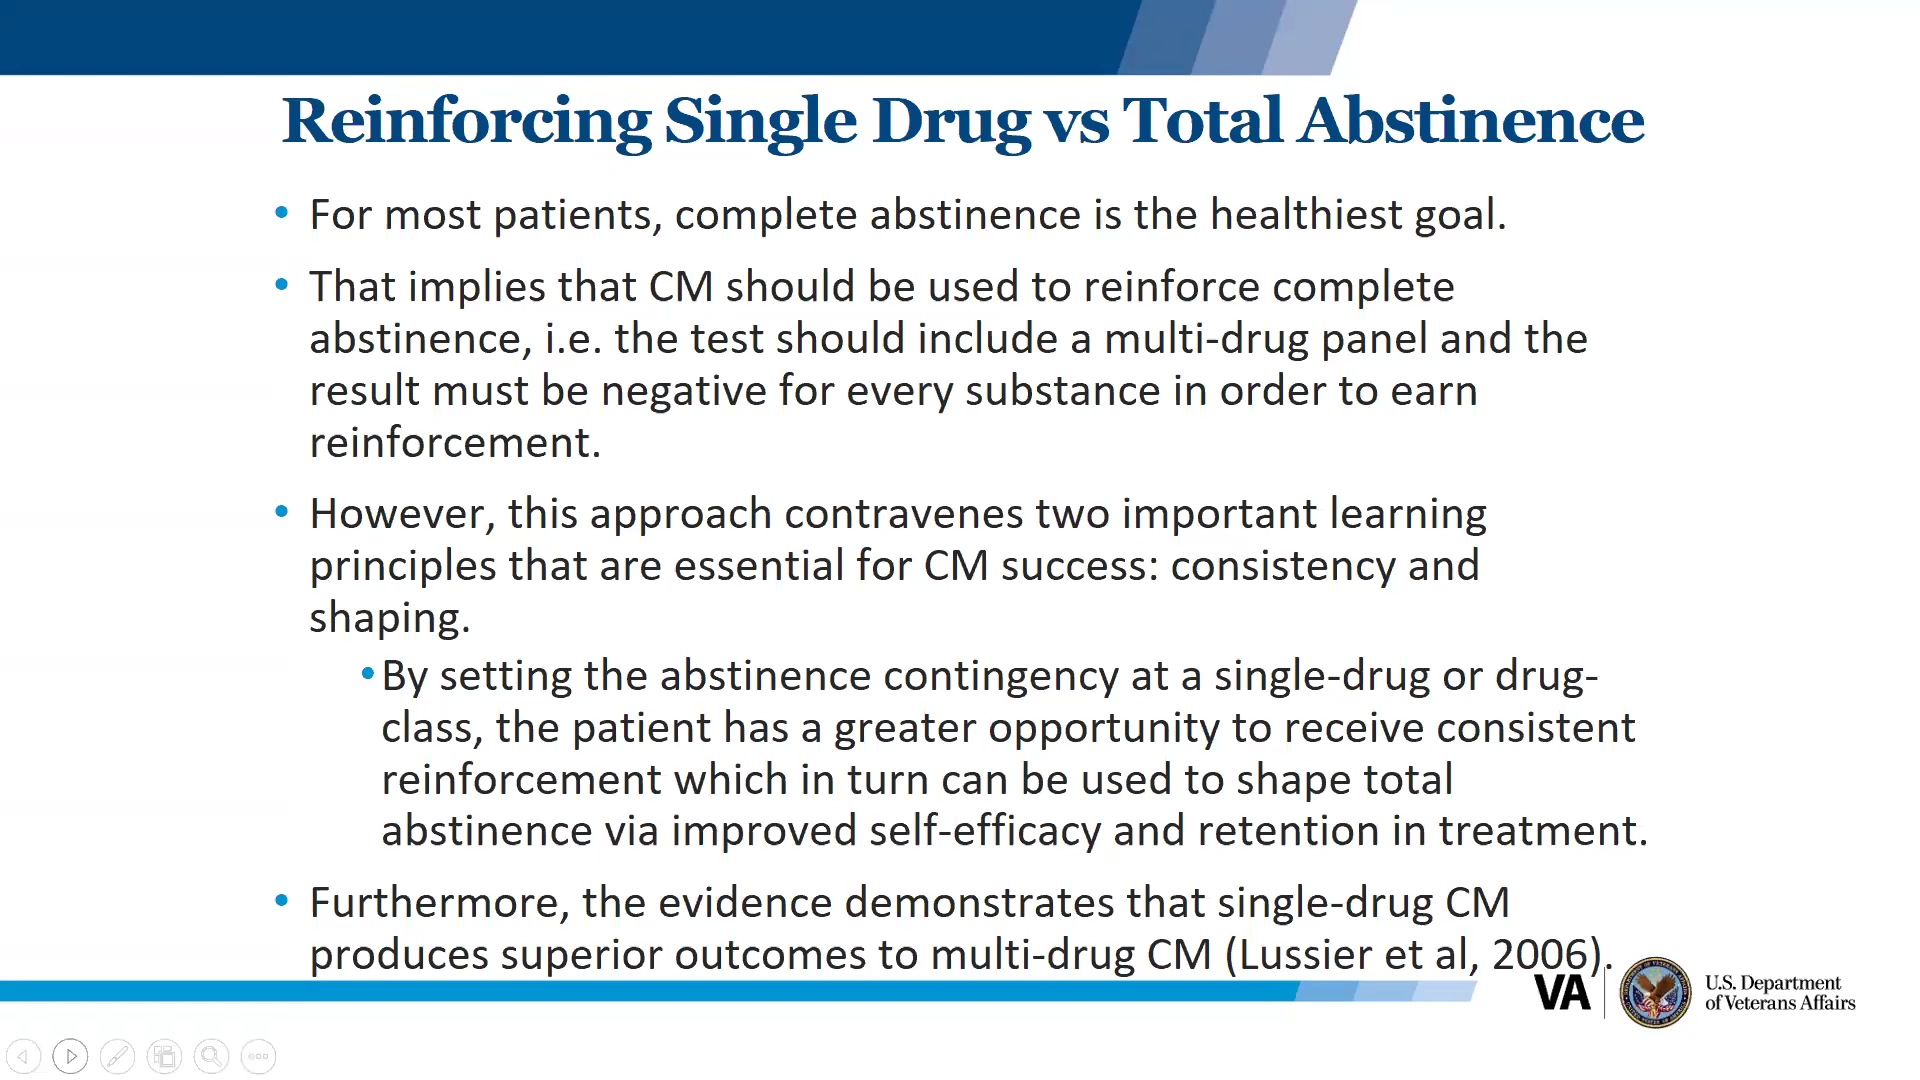 Reinforcing Single Drug vs Total Abstinence
• For most patients, complete abstinence is the healthiest goal.
• That implies that CM should be used to reinforce complete
abstinence, i.e. the test should include a multi-drug panel and the
result must be negative for every substance in order to earn
reinforcement.
• However, this approach contravenes two important learning
principles that are essential for CM success: consistency and
shaping.
• By setting the abstinence contingency at a single-drug or drug-
class, the patient has a greater opportunity to receive consistent
reinforcement which in turn can be used to shape total
abstinence via improved self-efficacy and retention in treatment.
• Furthermore, the evidence demonstrates that single-drug CM
produces superior outcomes to multi-drug CM (Lussier et al, 2006).
VA
U.S. Department
of Veterans Affairs